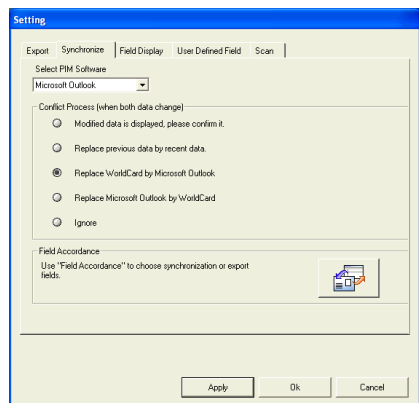 Setting
Export Synchronize Field Display User Defined Field Scan
Select PIM Software
Microsoft Outlook
Conflict Process (when both data change)
Modified data is displayed, please confirm it.
Replace previous data by recent data.
Replace WorldCard by Microsoft Outlook
Replace Microsoft Outlook by WorldCard
Ignore
Field Accordance
Use "Field Accordance" to choose synchronization or export
fields.
Apply Ok Cancel